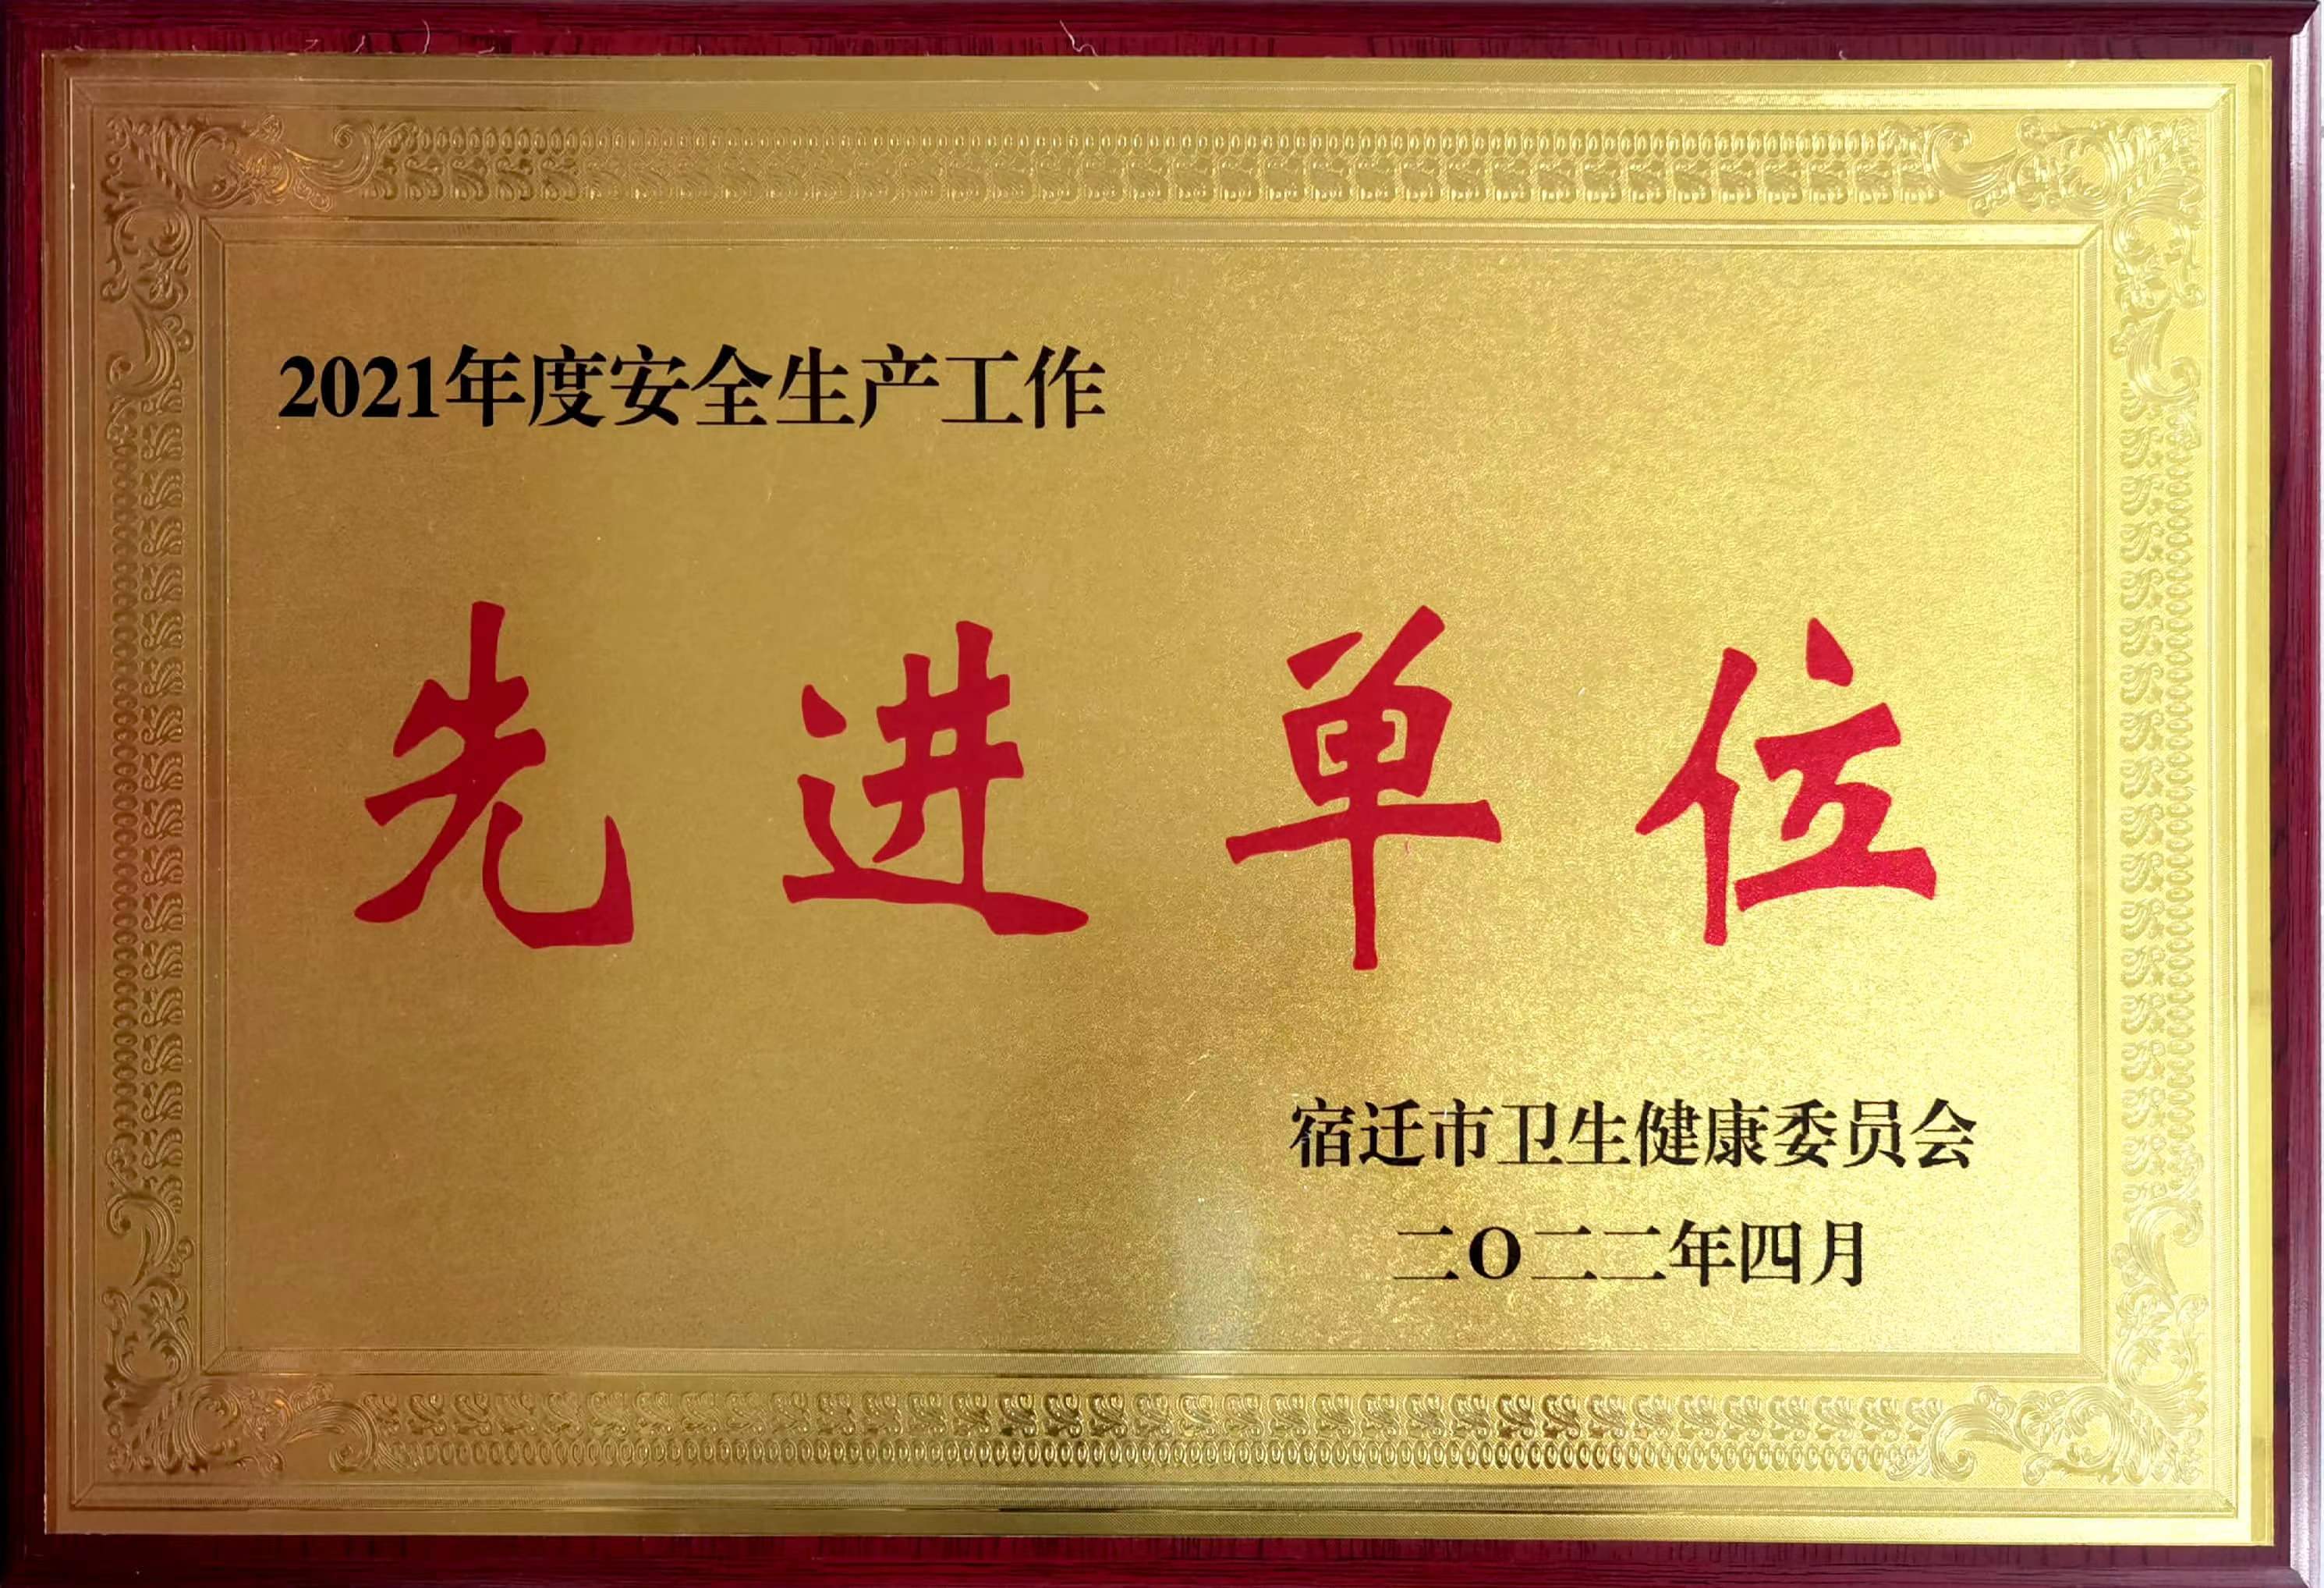 2021年度安全生产工作
先进单位
宿迁市卫生健康委员会
二O二二年四月